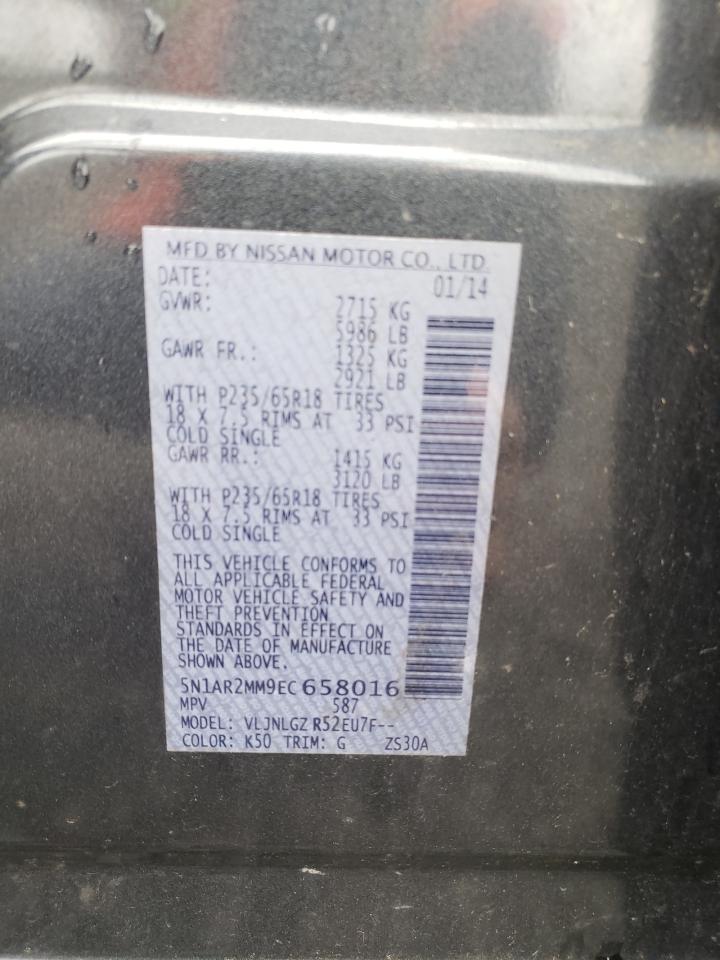 MFD BY NISSAN MOTOR CO., LTD.
DATE: 01/14
GVWR: 2715 KG
5986 LB
GAWR FR.: 1325 KG
2921 LB
WITH P235/65R18 TIRES
18 X 7.5 RIMS AT 33 PSI
COLD SINGLE
GAWR RR.: 1415 KG
3120 LB
WITH P235/65R18 TIRES
18 X 7.5 RIMS AT 33 PSI
COLD SINGLE
THIS VEHICLE CONFORMS TO
ALL APPLICABLE FEDERAL
MOTOR VEHICLE SAFETY AND
THEFT PREVENTION
STANDARDS IN EFFECT ON
THE DATE OF MANUFACTURE
SHOWN ABOVE.
5N1AR2MM9EC 658016
MPV 587
MODEL: VLJNLGZ R52EU7F--
COLOR: K50 TRIM: G ZS30A